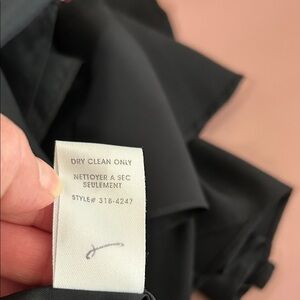 DRY CLEAN ONLY
NETTOYER A SEC
SEULEMENT
STYLE# 318-4247